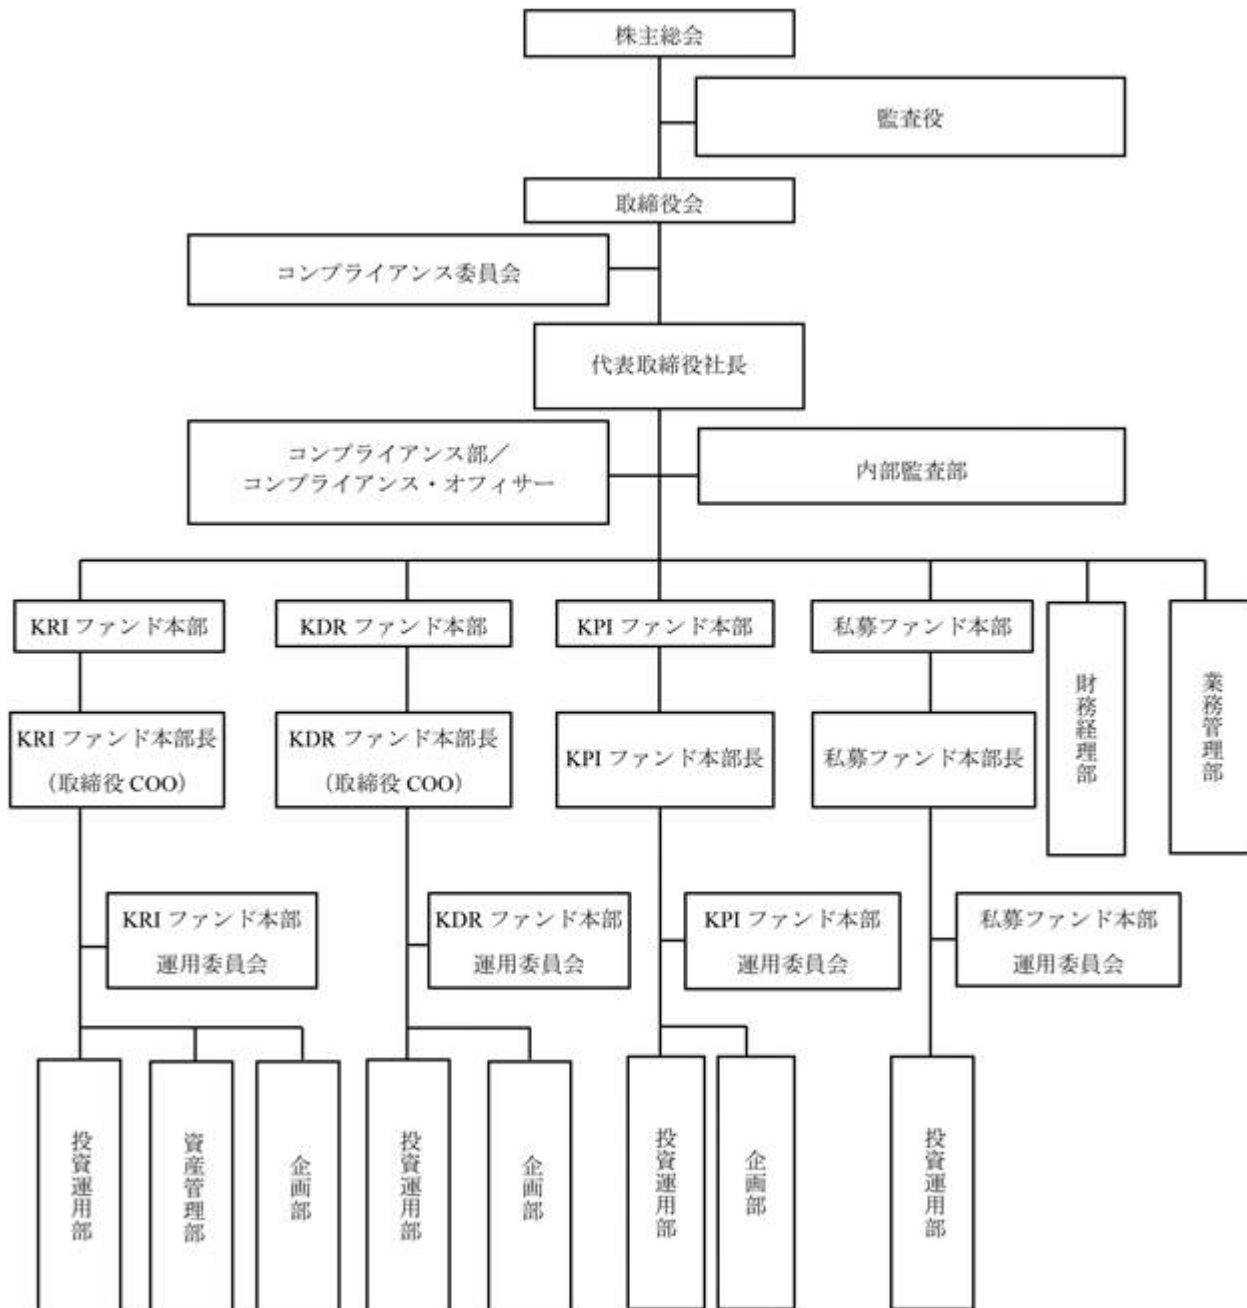 株主総会
監査役
取締役会
コンプライアンス委員会
代表取締役社長
コンプライアンス部／
コンプライアンス・オフィサー
内部監査部
KRI ファンド本部
KDR ファンド本部
KPI ファンド本部
私募ファンド本部
財務経理部
業務管理部
KRI ファンド本部長
（取締役 COO）
KDR ファンド本部長
（取締役 COO）
KPI ファンド本部長
私募ファンド本部長
KRI ファンド本部
運用委員会
KDR ファンド本部
運用委員会
KPI ファンド本部
運用委員会
私募ファンド本部
運用委員会
投資運用部
資産管理部
企画部
投資運用部
企画部
投資運用部
企画部
投資運用部